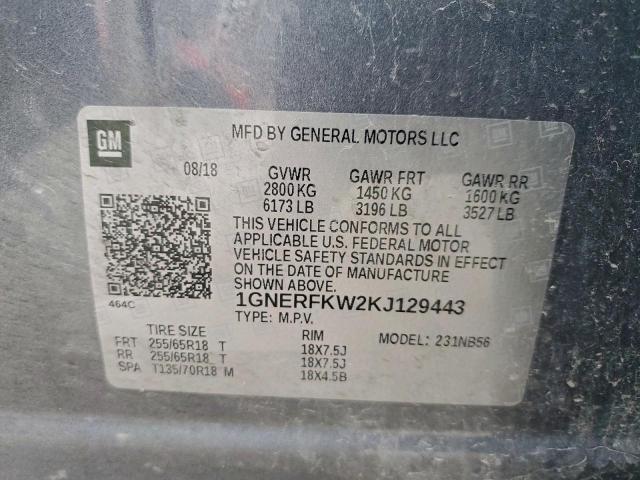 GM
MFD BY GENERAL MOTORS LLC
08/18 GVWR GAWR FRT GAWR RR
2800 KG 1450 KG 1600 KG
6173 LB 3196 LB 3527 LB
THIS VEHICLE CONFORMS TO ALL
APPLICABLE U.S. FEDERAL MOTOR
VEHICLE SAFETY STANDARDS IN EFFECT
ON THE DATE OF MANUFACTURE
SHOWN ABOVE.
464C
1GNERFKW2KJ129443
TYPE: M.P.V. MODEL: 231NB56
TIRE SIZE RIM
FRT 255/65R18 T 18X7.5J
RR 255/65R18 T 18X7.5J
SPA T135/70R18 M 18X4.5B